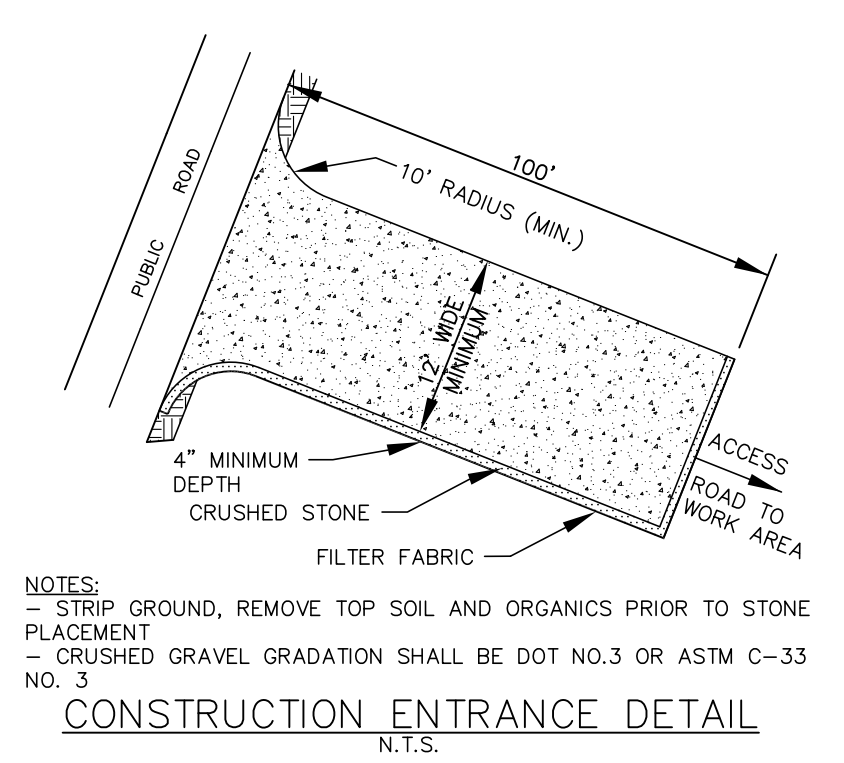 PUBLIC ROAD
100'
10' RADIUS (MIN.)
12' WIDE
MINIMUM
4” MINIMUM
DEPTH
CRUSHED STONE
FILTER FABRIC
ACCESS
ROAD TO
WORK AREA
NOTES:
– STRIP GROUND, REMOVE TOP SOIL AND ORGANICS PRIOR TO STONE
PLACEMENT
– CRUSHED GRAVEL GRADATION SHALL BE DOT NO.3 OR ASTM C–33
NO. 3
CONSTRUCTION ENTRANCE DETAIL
N.T.S.